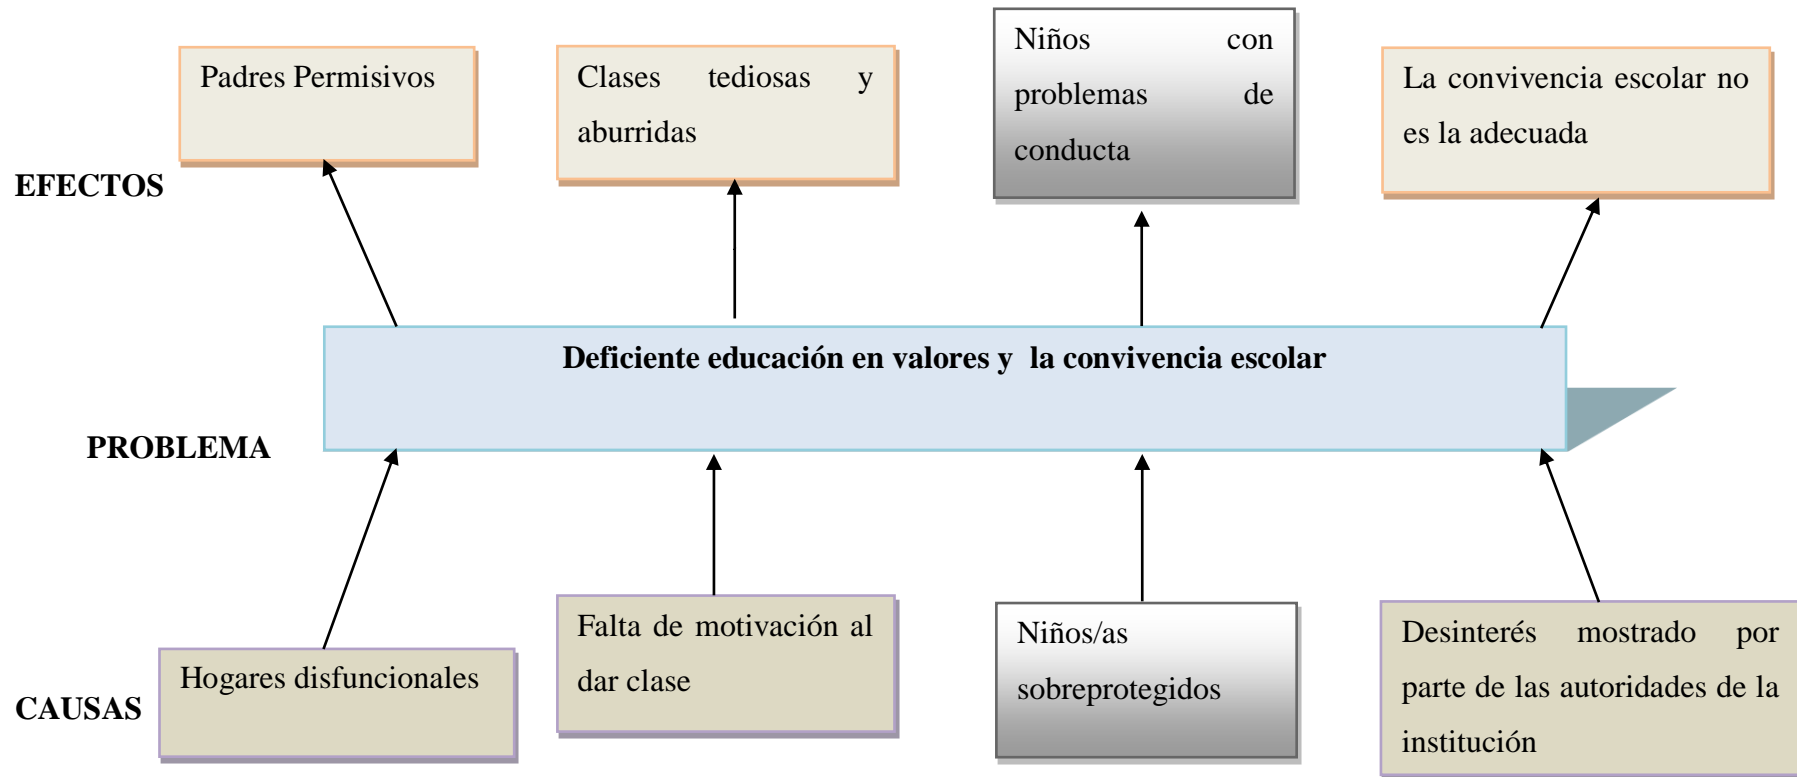 Padres Permisivos
Clases tediosas y
aburridas
Niños con
problemas de
conducta
La convivencia escolar no
es la adecuada
EFECTOS
Deficiente educación en valores y  la convivencia escolar
PROBLEMA
Hogares disfuncionales
Falta de motivación al
dar clase
Niños/as
sobreprotegidos
Desinterés mostrado por
parte de las autoridades de la
institución
CAUSAS